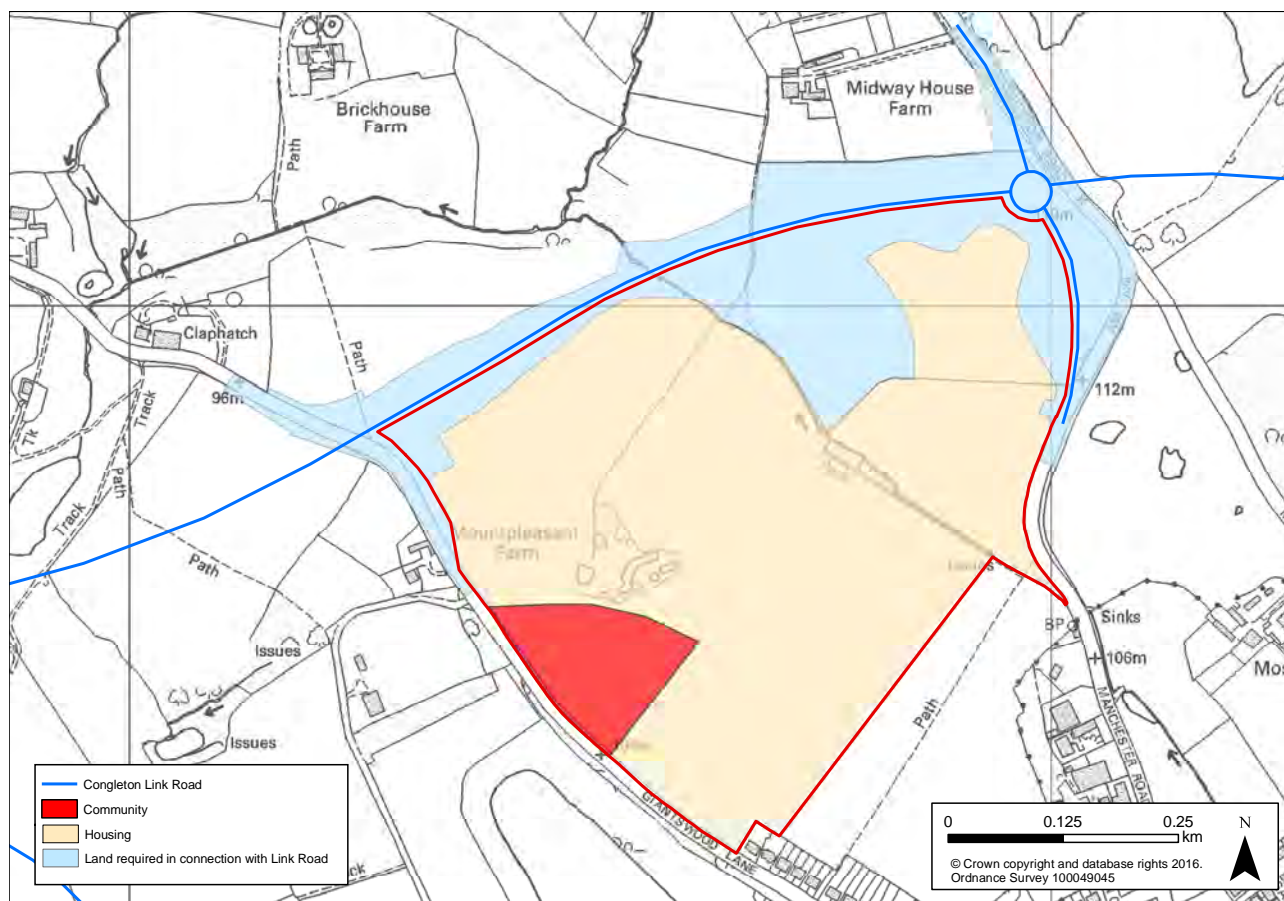 Brickhouse
Farm
Midway House
Farm
Path
Claphatch
Path
96m
112m
Tk
Track
Track
Path
Path
Mountpleasant
Farm
Issues
Issues
Sinks
BP
106m
Mos
Path
MANCHESTER ROAD
GIANTSWOOD LANE
Congleton Link Road
Community
Housing
Land required in connection with Link Road
0 0.125 0.25
km
N
© Crown copyright and database rights 2016.
Ordnance Survey 100049045